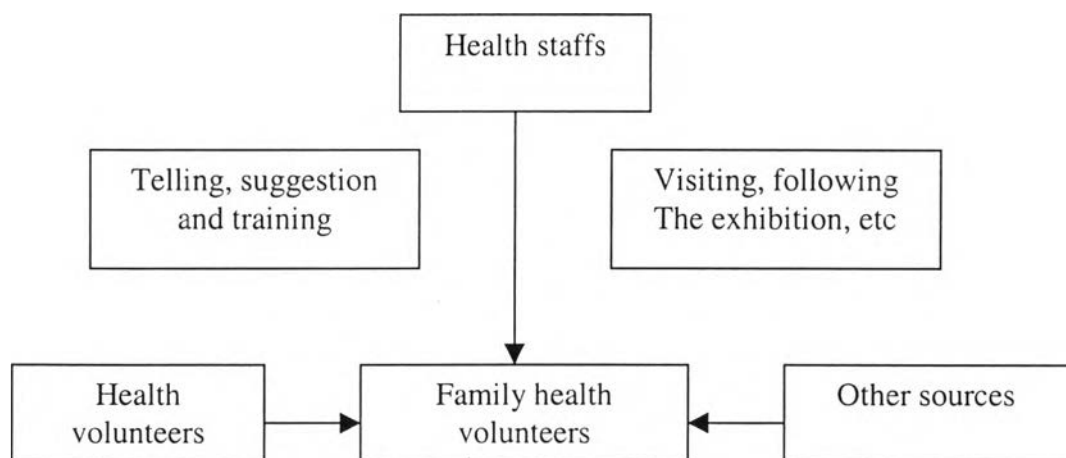 Health staffs
Telling, suggestion
and training
Visiting, following
The exhibition, etc
Health
volunteers
Family health
volunteers
Other sources